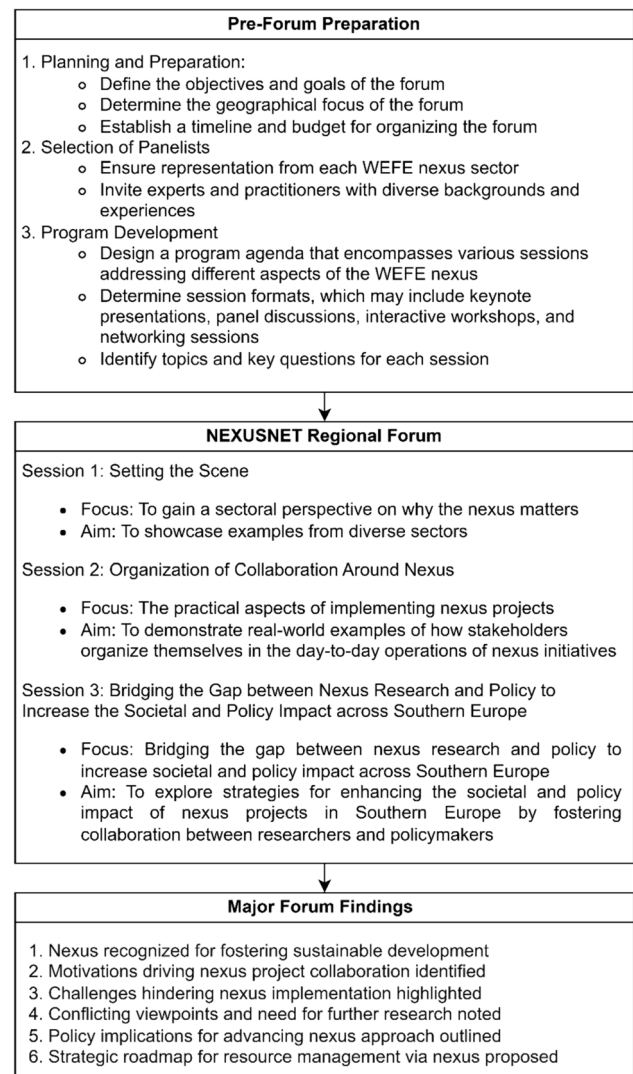 Pre-Forum Preparation
1. Planning and Preparation:
o Define the objectives and goals of the forum
o Determine the geographical focus of the forum
o Establish a timeline and budget for organizing the forum
2. Selection of Panelists
o Ensure representation from each WEFE nexus sector
o Invite experts and practitioners with diverse backgrounds and
experiences
3. Program Development
o Design a program agenda that encompasses various sessions
addressing different aspects of the WEFE nexus
o Determine session formats, which may include keynote
presentations, panel discussions, interactive workshops, and
networking sessions
o Identify topics and key questions for each session
NEXUSNET Regional Forum
Session 1: Setting the Scene
• Focus: To gain a sectoral perspective on why the nexus matters
• Aim: To showcase examples from diverse sectors
Session 2: Organization of Collaboration Around Nexus
• Focus: The practical aspects of implementing nexus projects
• Aim: To demonstrate real-world examples of how stakeholders
organize themselves in the day-to-day operations of nexus initiatives
Session 3: Bridging the Gap between Nexus Research and Policy to
Increase the Societal and Policy Impact across Southern Europe
• Focus: Bridging the gap between nexus research and policy to
increase societal and policy impact across Southern Europe
• Aim: To explore strategies for enhancing the societal and policy
impact of nexus projects in Southern Europe by fostering
collaboration between researchers and policymakers
Major Forum Findings
1. Nexus recognized for fostering sustainable development
2. Motivations driving nexus project collaboration identified
3. Challenges hindering nexus implementation highlighted
4. Conflicting viewpoints and need for further research noted
5. Policy implications for advancing nexus approach outlined
6. Strategic roadmap for resource management via nexus proposed